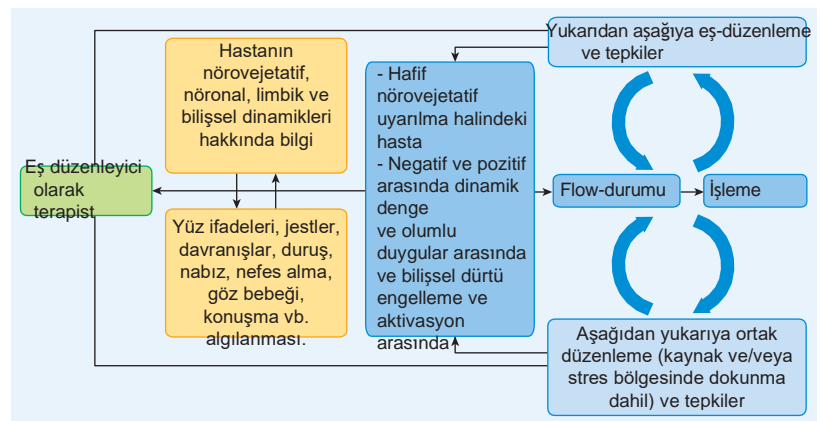 Eş düzenleyici
olarak
terapist
Hastanın
nörovejetatif,
nöronal, limbik ve
bilişsel dinamikleri
hakkında bilgi
Yüz ifadeleri, jestler,
davranışlar, duruş,
nabız, nefes alma,
göz bebeği,
konuşma vb.
algılanması.
- Hafif
nörovejetatif
uyarılma halindeki
hasta
- Negatif ve pozitif
arasında dinamik
denge
ve olumlu
duygular arasında
ve bilişsel dürtü
engelleme ve
aktivasyon
arasında
Yukarıdan aşağıya eş-düzenleme
ve tepkiler
Flow-durumu
İşleme
Aşağıdan yukarıya ortak
düzenleme (kaynak ve/veya
stres bölgesinde dokunma
dahil) ve tepkiler